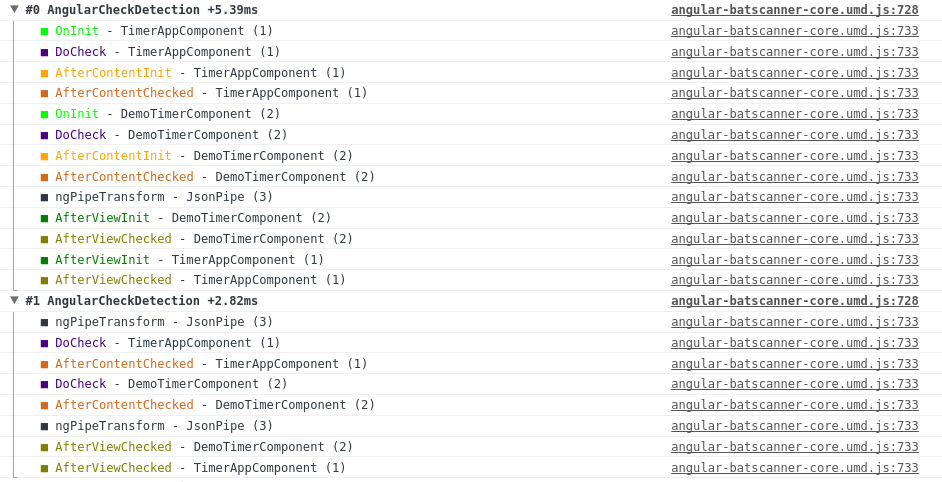 ▼ #0 AngularCheckDetection +5.39ms angular-batscanner-core.umd.js:728
■ OnInit - TimerAppComponent (1) angular-batscanner-core.umd.js:733
■ DoCheck - TimerAppComponent (1) angular-batscanner-core.umd.js:733
■ AfterContentInit - TimerAppComponent (1) angular-batscanner-core.umd.js:733
■ AfterContentChecked - TimerAppComponent (1) angular-batscanner-core.umd.js:733
■ OnInit - DemoTimerComponent (2) angular-batscanner-core.umd.js:733
■ DoCheck - DemoTimerComponent (2) angular-batscanner-core.umd.js:733
■ AfterContentInit - DemoTimerComponent (2) angular-batscanner-core.umd.js:733
■ AfterContentChecked - DemoTimerComponent (2) angular-batscanner-core.umd.js:733
■ ngPipeTransform - JsonPipe (3) angular-batscanner-core.umd.js:733
■ AfterViewInit - DemoTimerComponent (2) angular-batscanner-core.umd.js:733
■ AfterViewChecked - DemoTimerComponent (2) angular-batscanner-core.umd.js:733
■ AfterViewInit - TimerAppComponent (1) angular-batscanner-core.umd.js:733
■ AfterViewChecked - TimerAppComponent (1) angular-batscanner-core.umd.js:733
▼ #1 AngularCheckDetection +2.82ms angular-batscanner-core.umd.js:728
■ ngPipeTransform - JsonPipe (3) angular-batscanner-core.umd.js:733
■ DoCheck - TimerAppComponent (1) angular-batscanner-core.umd.js:733
■ AfterContentChecked - TimerAppComponent (1) angular-batscanner-core.umd.js:733
■ DoCheck - DemoTimerComponent (2) angular-batscanner-core.umd.js:733
■ AfterContentChecked - DemoTimerComponent (2) angular-batscanner-core.umd.js:733
■ ngPipeTransform - JsonPipe (3) angular-batscanner-core.umd.js:733
■ AfterViewChecked - DemoTimerComponent (2) angular-batscanner-core.umd.js:733
■ AfterViewChecked - TimerAppComponent (1) angular-batscanner-core.umd.js:733